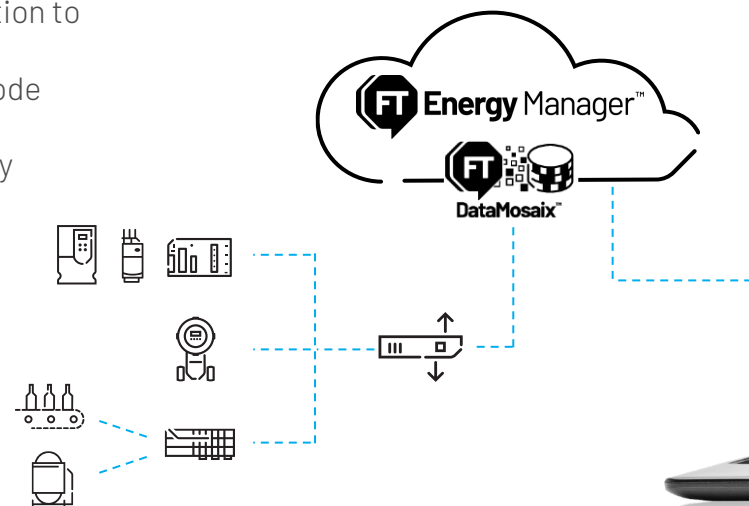 tion to
ode
y
FT Energy Manager™
FT
DataMosaix™